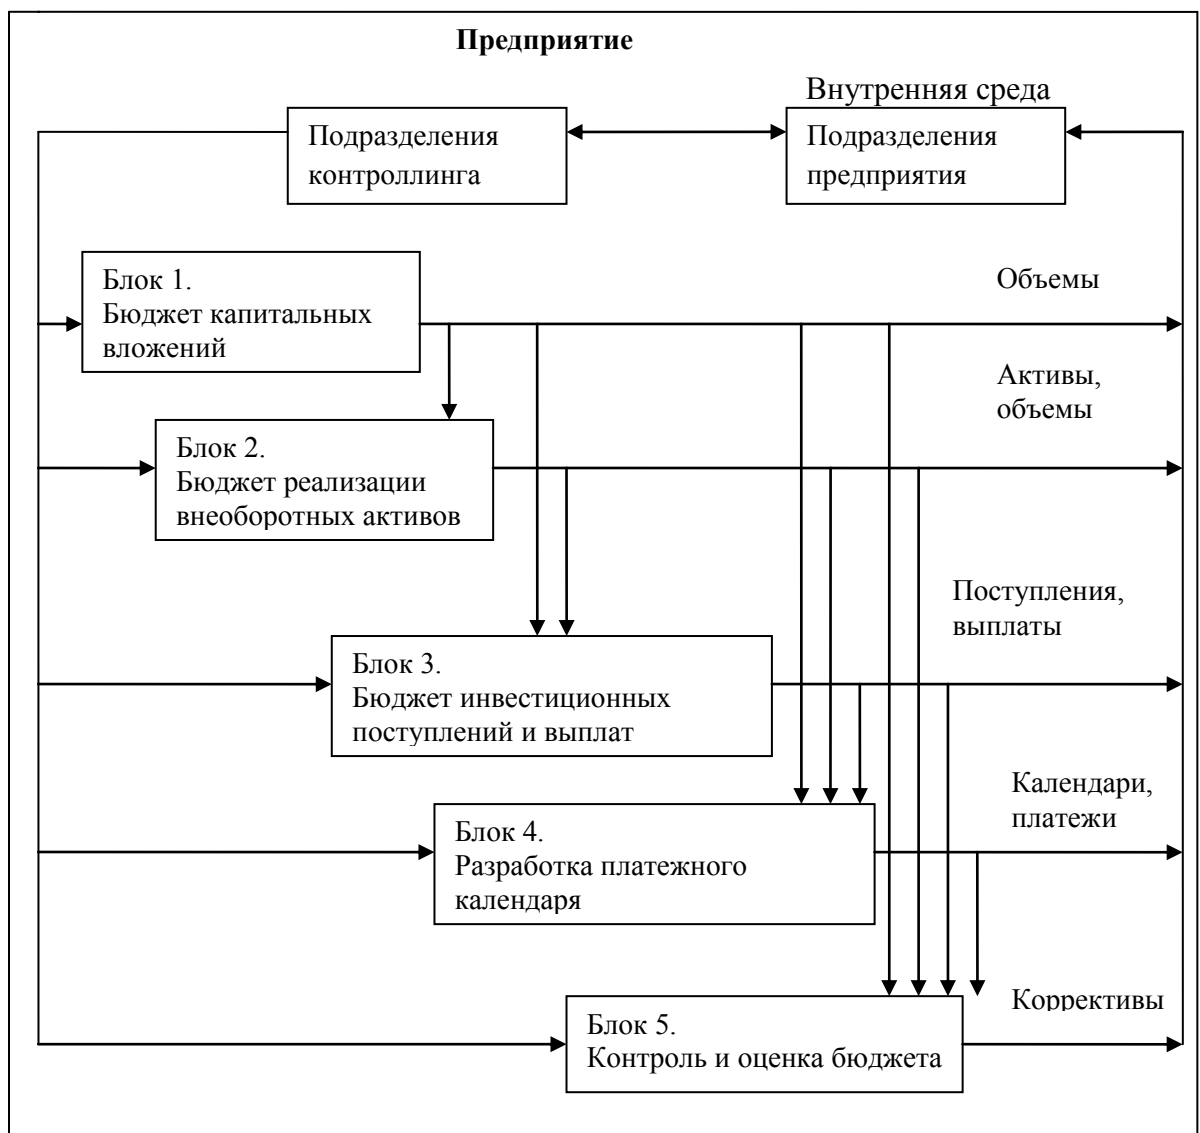 Предприятие
Внутренняя среда
Подразделения
контроллинга
Подразделения
предприятия
Блок 1.
Бюджет капитальных
вложений
Объемы
Активы,
объемы
Блок 2.
Бюджет реализации
внеоборотных активов
Поступления,
выплаты
Блок 3.
Бюджет инвестиционных
поступлений и выплат
Календари,
платежи
Блок 4.
Разработка платежного
календаря
Коррективы
Блок 5.
Контроль и оценка бюджета